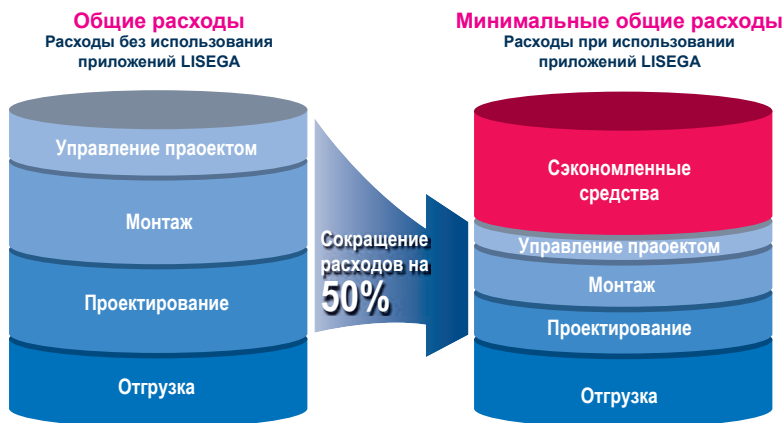 Общие расходы
Расходы без использования
приложений LISEGA
Управление праоектом
Монтаж
Проектирование
Отгрузка
Сокращение
расходов на
50%
Минимальные общие расходы
Расходы при использовании
приложений LISEGA
Сэкономленные
средства
Управление праоектом
Монтаж
Проектирование
Отгрузка